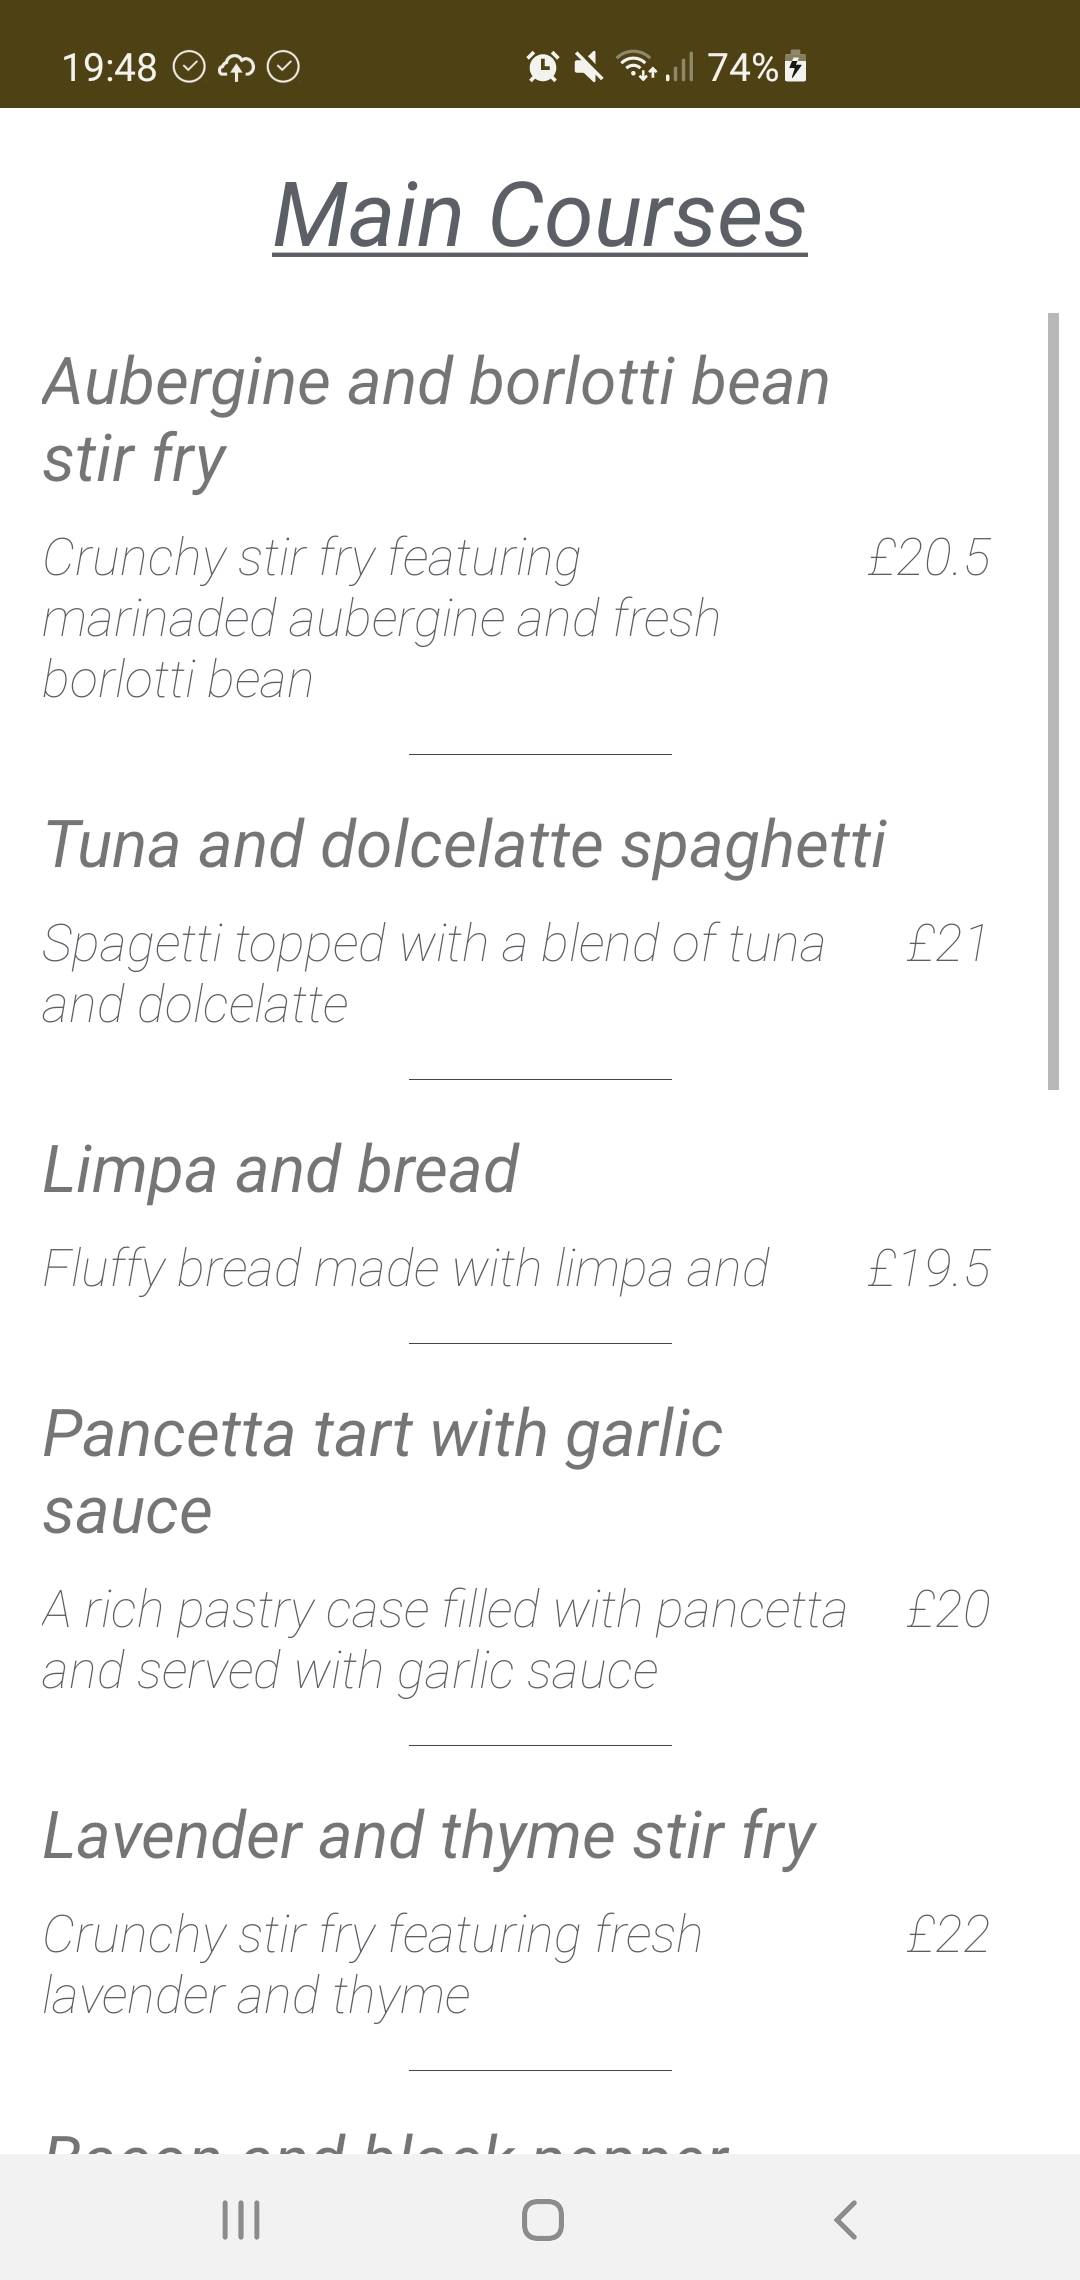 19:48
74%
Main Courses
Aubergine and borlotti bean
stir fry
Crunchy stir fry featuring £20.5
marinaded aubergine and fresh
borlotti bean
Tuna and dolcelatte spaghetti
Spagetti topped with a blend of tuna £21
and dolcelatte
Limpa and bread
Fluffy bread made with limpa and £19.5
Pancetta tart with garlic
sauce
A rich pastry case filled with pancetta £20
and served with garlic sauce
Lavender and thyme stir fry
Crunchy stir fry featuring fresh £22
lavender and thyme
Bacon and black pepper